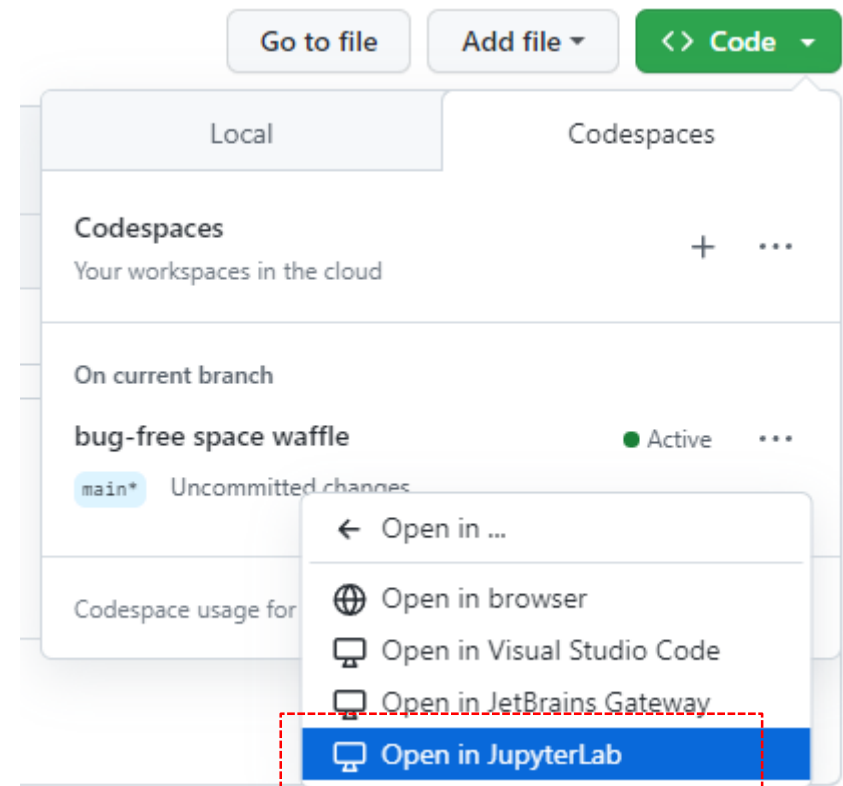 Go to file
Add file
<> Code
Local
Codespaces
Codespaces
Your workspaces in the cloud
On current branch
bug-free space waffle
Active
main*
Uncommitted changes
Open in ...
Codespace usage for
Open in browser
Open in Visual Studio Code
Open in JetBrains Gateway
Open in JupyterLab